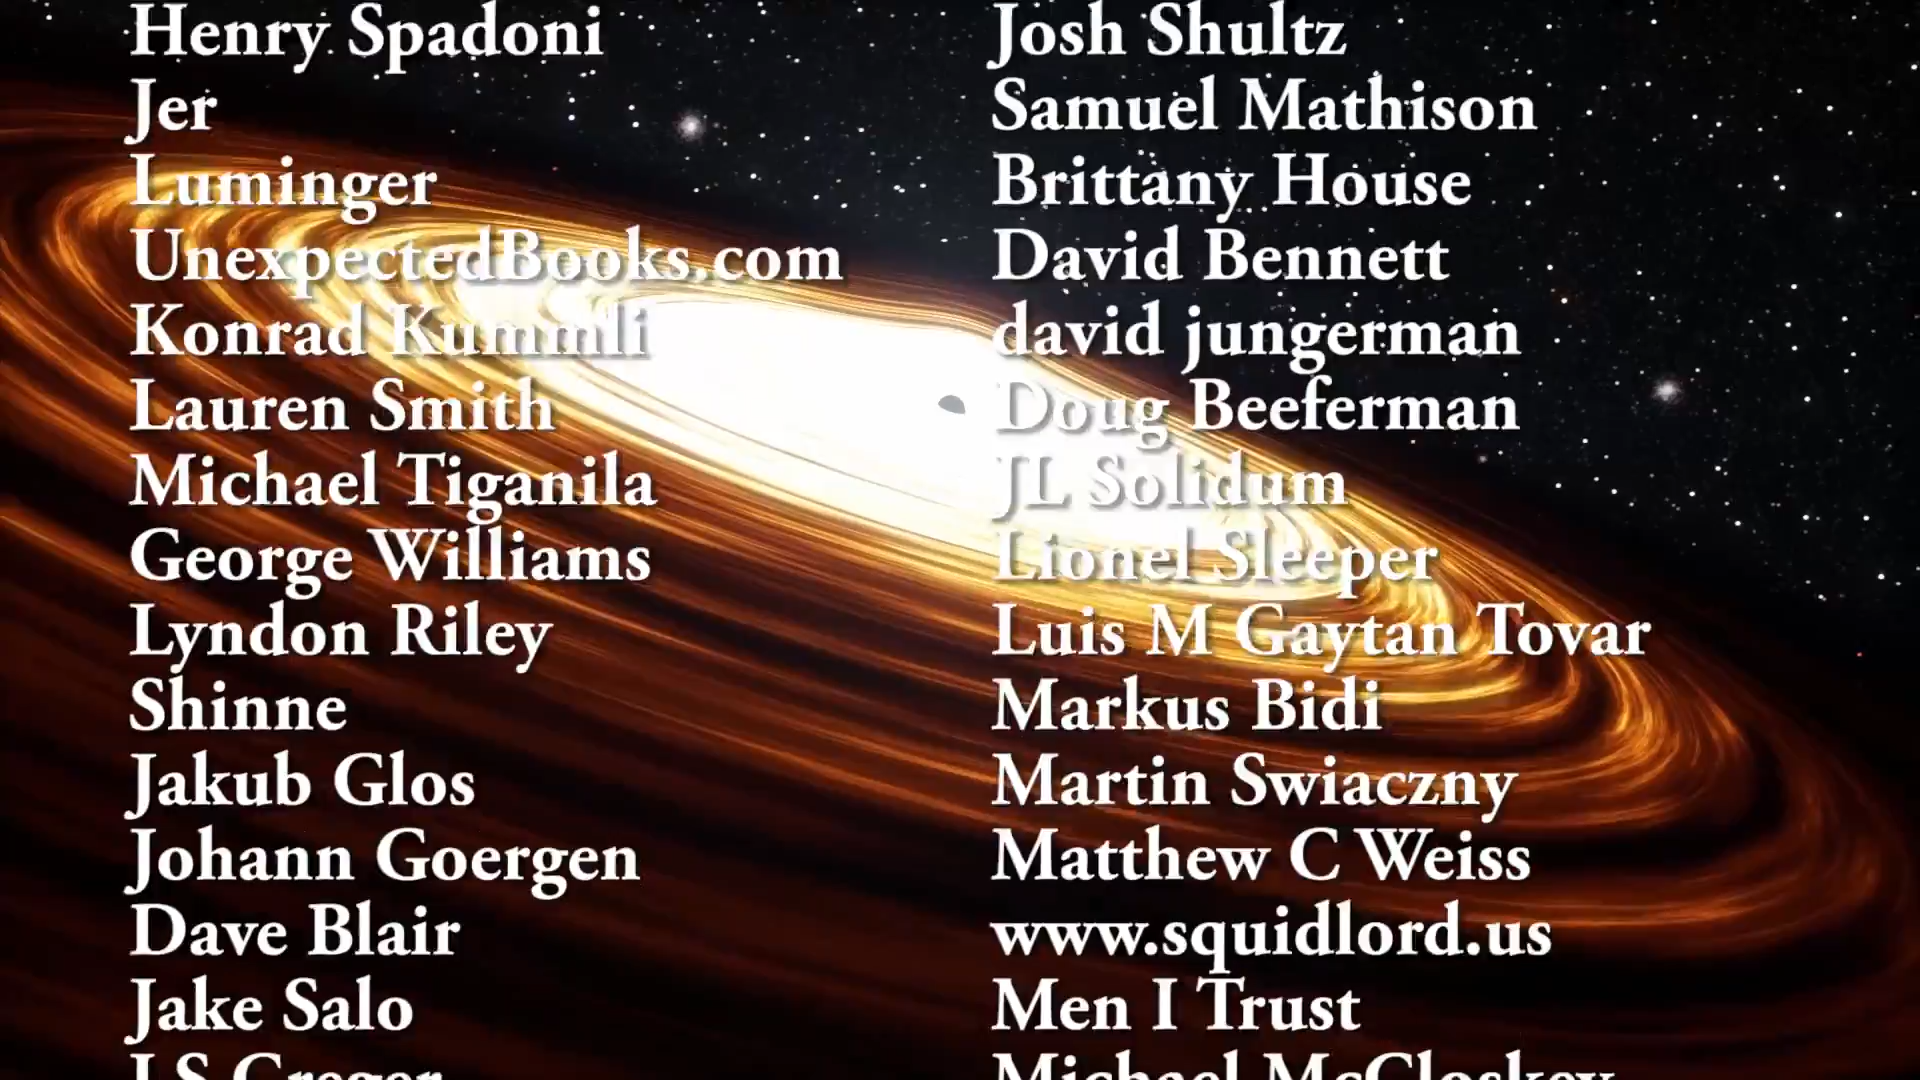 Henry Spadoni
Jer
Luminger
UnexpectedBooks.com
Konrad Kummli
Lauren Smith
Michael Tiganila
George Williams
Lyndon Riley
Shinne
Jakub Glos
Johann Goergen
Dave Blair
Jake Salo
Josh Shultz
Samuel Mathison
Brittany House
David Bennett
david jungerman
Doug Beeferman
JL Solidum
Lionel Sleeper
Luis M Gaytan Tovar
Markus Bidi
Martin Swiaczny
Matthew C Weiss
www.squidlord.us
Men I Trust
Michael McCloskey